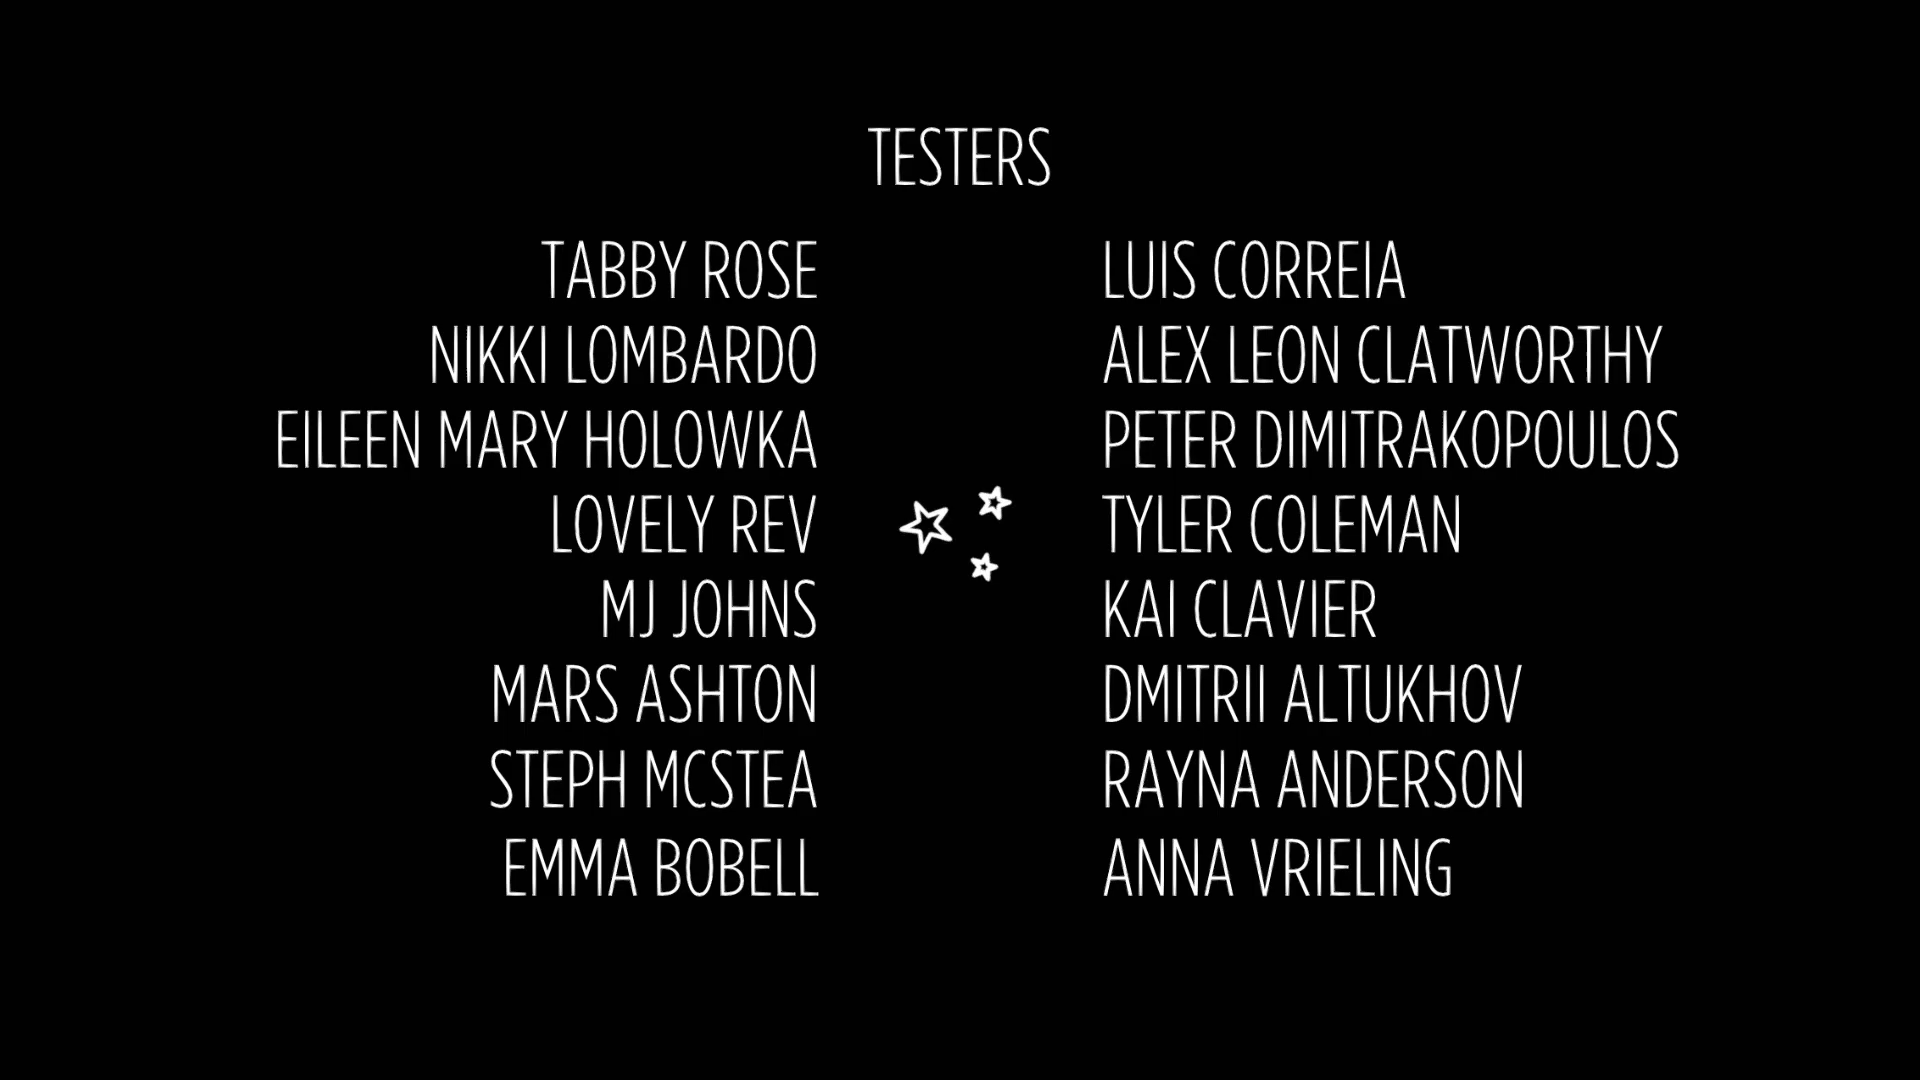 TESTERS
TABBY ROSE
NIKKI LOMBARDO
EILEEN MARY HOLOWKA
LOVELY REV
MJ JOHNS
MARS ASHTON
STEPH MCSTEA
EMMA BOBELL
LUIS CORREIA
ALEX LEON CLATWORTHY
PETER DIMITRAKOPOULOS
TYLER COLEMAN
KAI CLAVIER
DMITRII ALTUKHOV
RAYNA ANDERSON
ANNA VRIELING